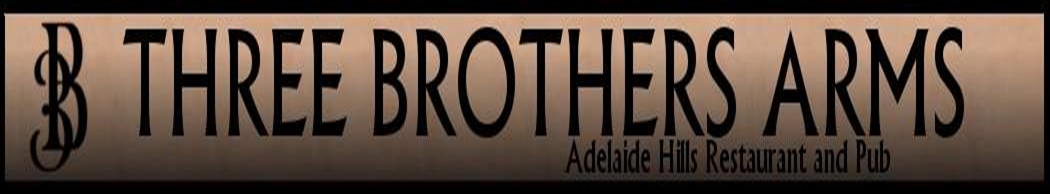 THREE BROTHERS ARMS
Adelaide Hills Restaurant and Pub